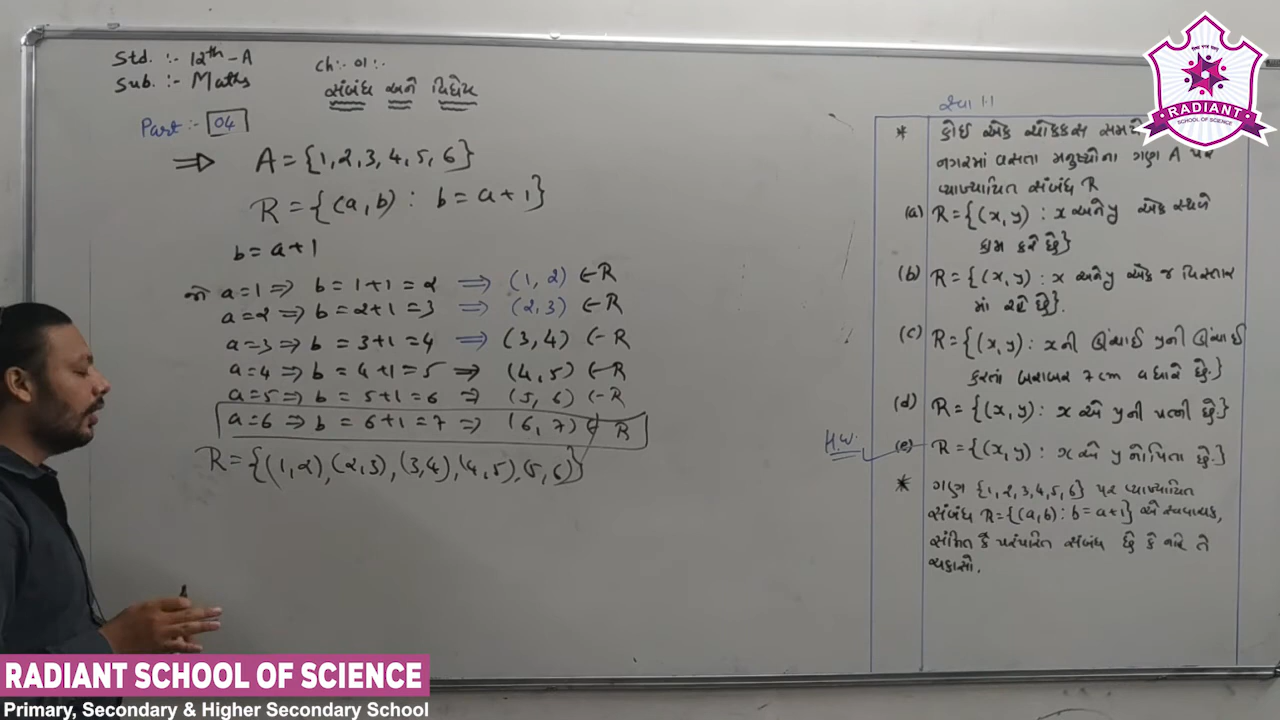 Std. :- 12th - A
Sub. :- Maths
Ch:- 01 :-
સંબંધ અને વિધેય
Part :- 04
⇒ A = {1, 2, 3, 4, 5, 6}
R = {(a, b) : b = a + 1}
b = a + 1
જો a = 1 ⇒ b = 1 + 1 = 2 ⇒ (1, 2) ∈ R
a = 2 ⇒ b = 2 + 1 = 3 ⇒ (2, 3) ∈ R
a = 3 ⇒ b = 3 + 1 = 4 ⇒ (3, 4) ∈ R
a = 4 ⇒ b = 4 + 1 = 5 ⇒ (4, 5) ∈ R
a = 5 ⇒ b = 5 + 1 = 6 ⇒ (5, 6) ∈ R
a = 6 ⇒ b = 6 + 1 = 7 ⇒ (6, 7) ∉ R
R = {(1, 2), (2, 3), (3, 4), (4, 5), (5, 6)}
સ્વા 1.1
* કોઈ એક ચોક્કસ
નગરમાં વસતા મનુષ્યોના ગણ A પર
વ્યાખ્યાયિત સંબંધ R
(a) R = {(x, y) : x અને y એક સ્થળે
કામ કરે છે}
(b) R = {(x, y) : x અને y એક જ વિસ્તાર
માં રહે છે}.
(c) R = {(x, y) : x ની ઊંચાઈ y ની ઊંચાઈ
કરતાં બરાબર 7 cm વધારે છે.}
(d) R = {(x, y) : x એ y ની પત્ની છે}
H.W. (e) R = {(x, y) : x એ y નો પિતા છે.}
* ગણ {1, 2, 3, 4, 5, 6} પર વ્યાખ્યાયિત
સંબંધ R = {(a, b) : b = a + 1} એ સ્વવાચક,
સંમિત કે પરંપરિત સંબંધ છે કે નહિ તે
ચકાસો.
RADIANT
SCHOOL OF SCIENCE
RADIANT SCHOOL OF SCIENCE
Primary, Secondary & Higher Secondary School